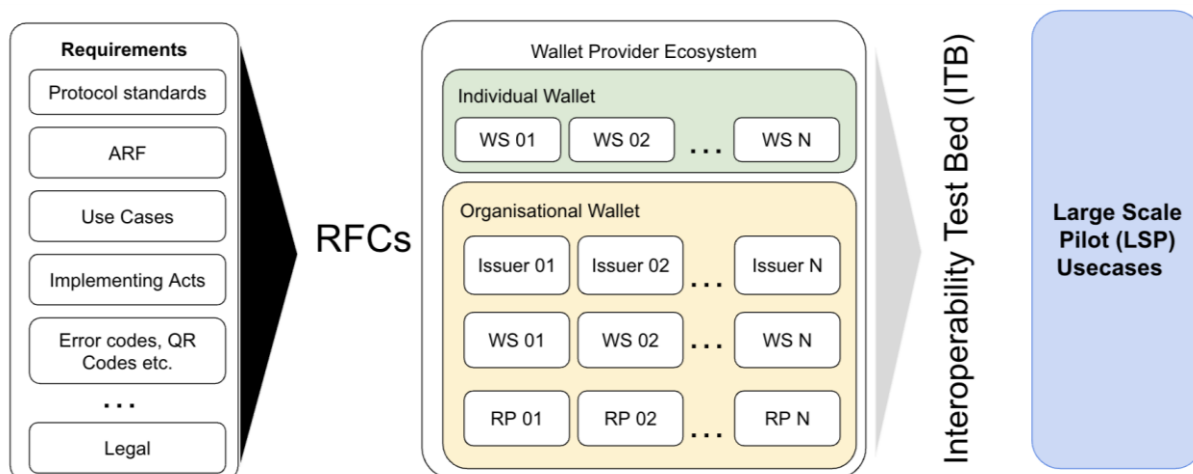 Requirements
Protocol standards
ARF
Use Cases
Implementing Acts
Error codes, QR
Codes etc.
...
Legal
RFCs
Wallet Provider Ecosystem
Individual Wallet
WS 01
WS 02
...
WS N
Organisational Wallet
Issuer 01
Issuer 02
...
Issuer N
WS 01
WS 02
...
WS N
RP 01
RP 02
...
RP N
Interoperability Test Bed (ITB)
Large Scale
Pilot (LSP)
Usecases